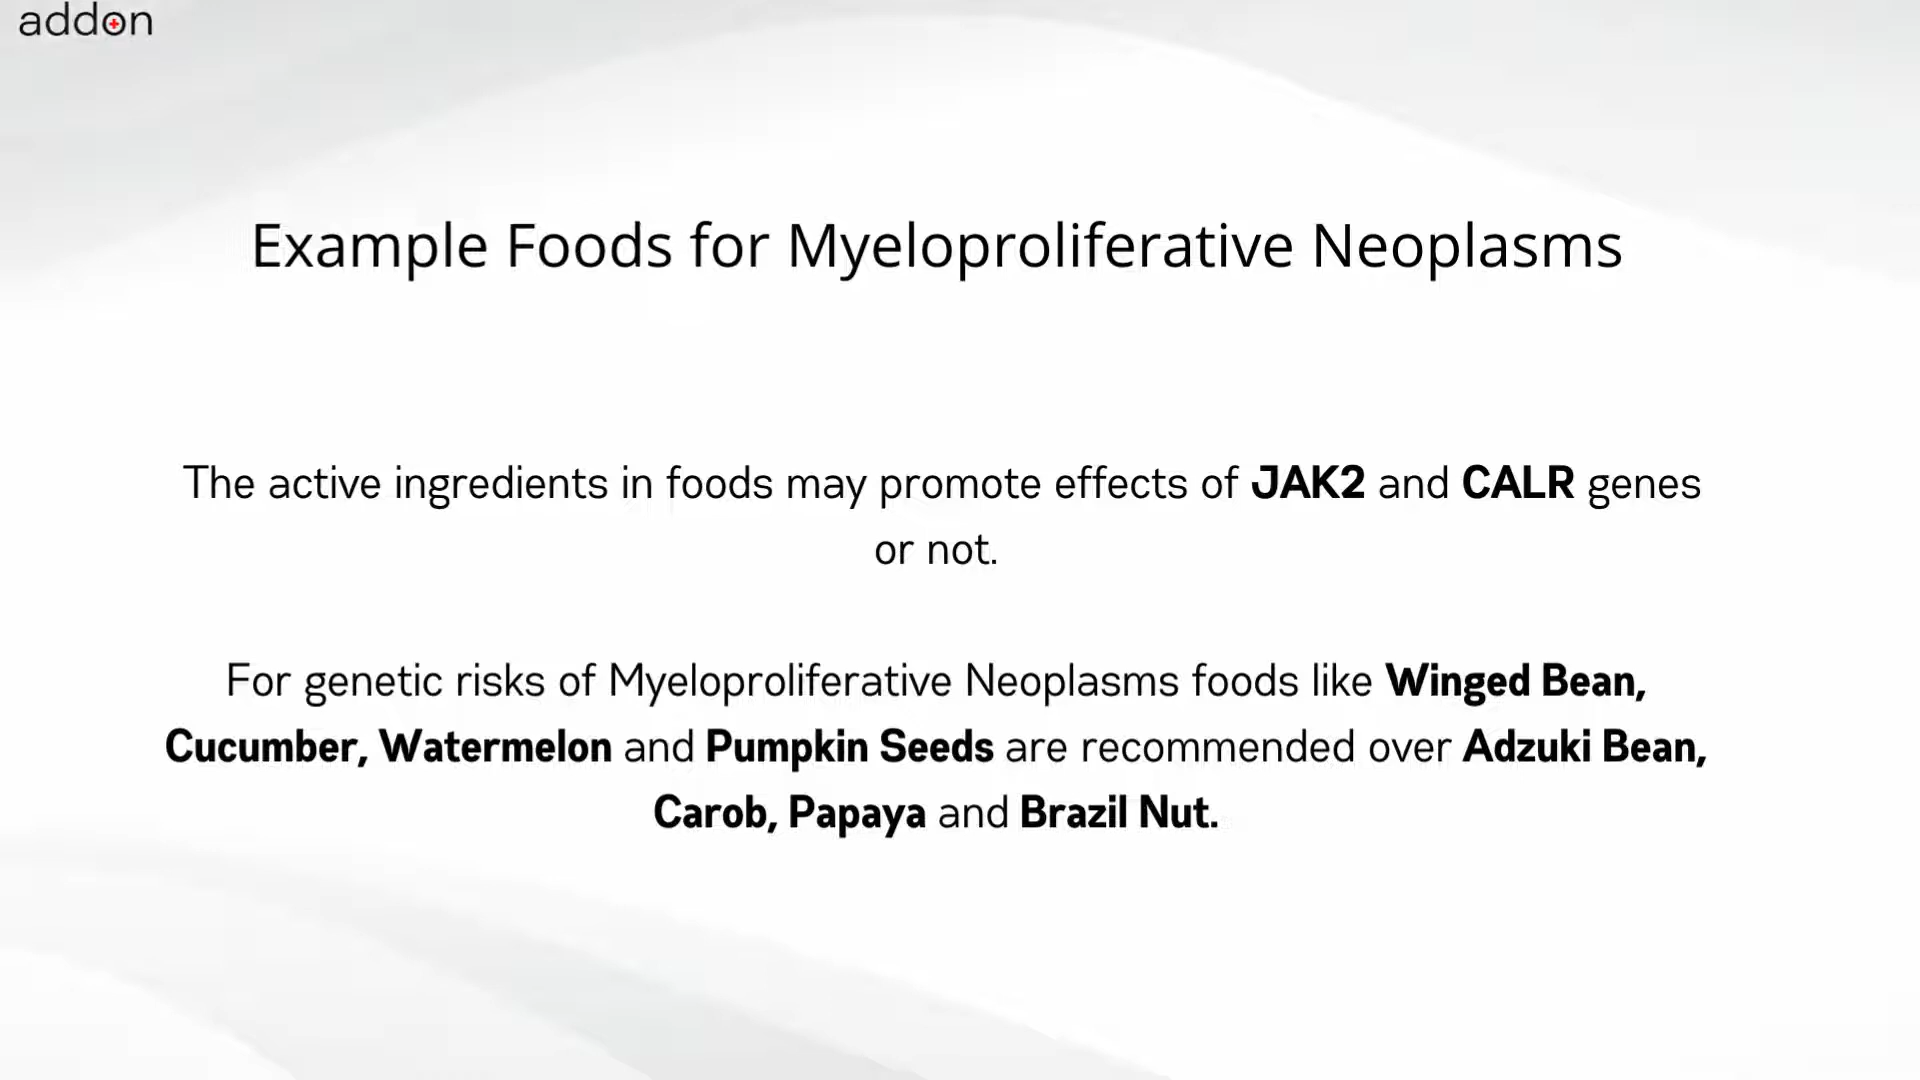 addon
Example Foods for Myeloproliferative Neoplasms
The active ingredients in foods may promote effects of JAK2 and CALR genes
or not.
For genetic risks of Myeloproliferative Neoplasms foods like Winged Bean,
Cucumber, Watermelon and Pumpkin Seeds are recommended over Adzuki Bean,
Carob, Papaya and Brazil Nut.